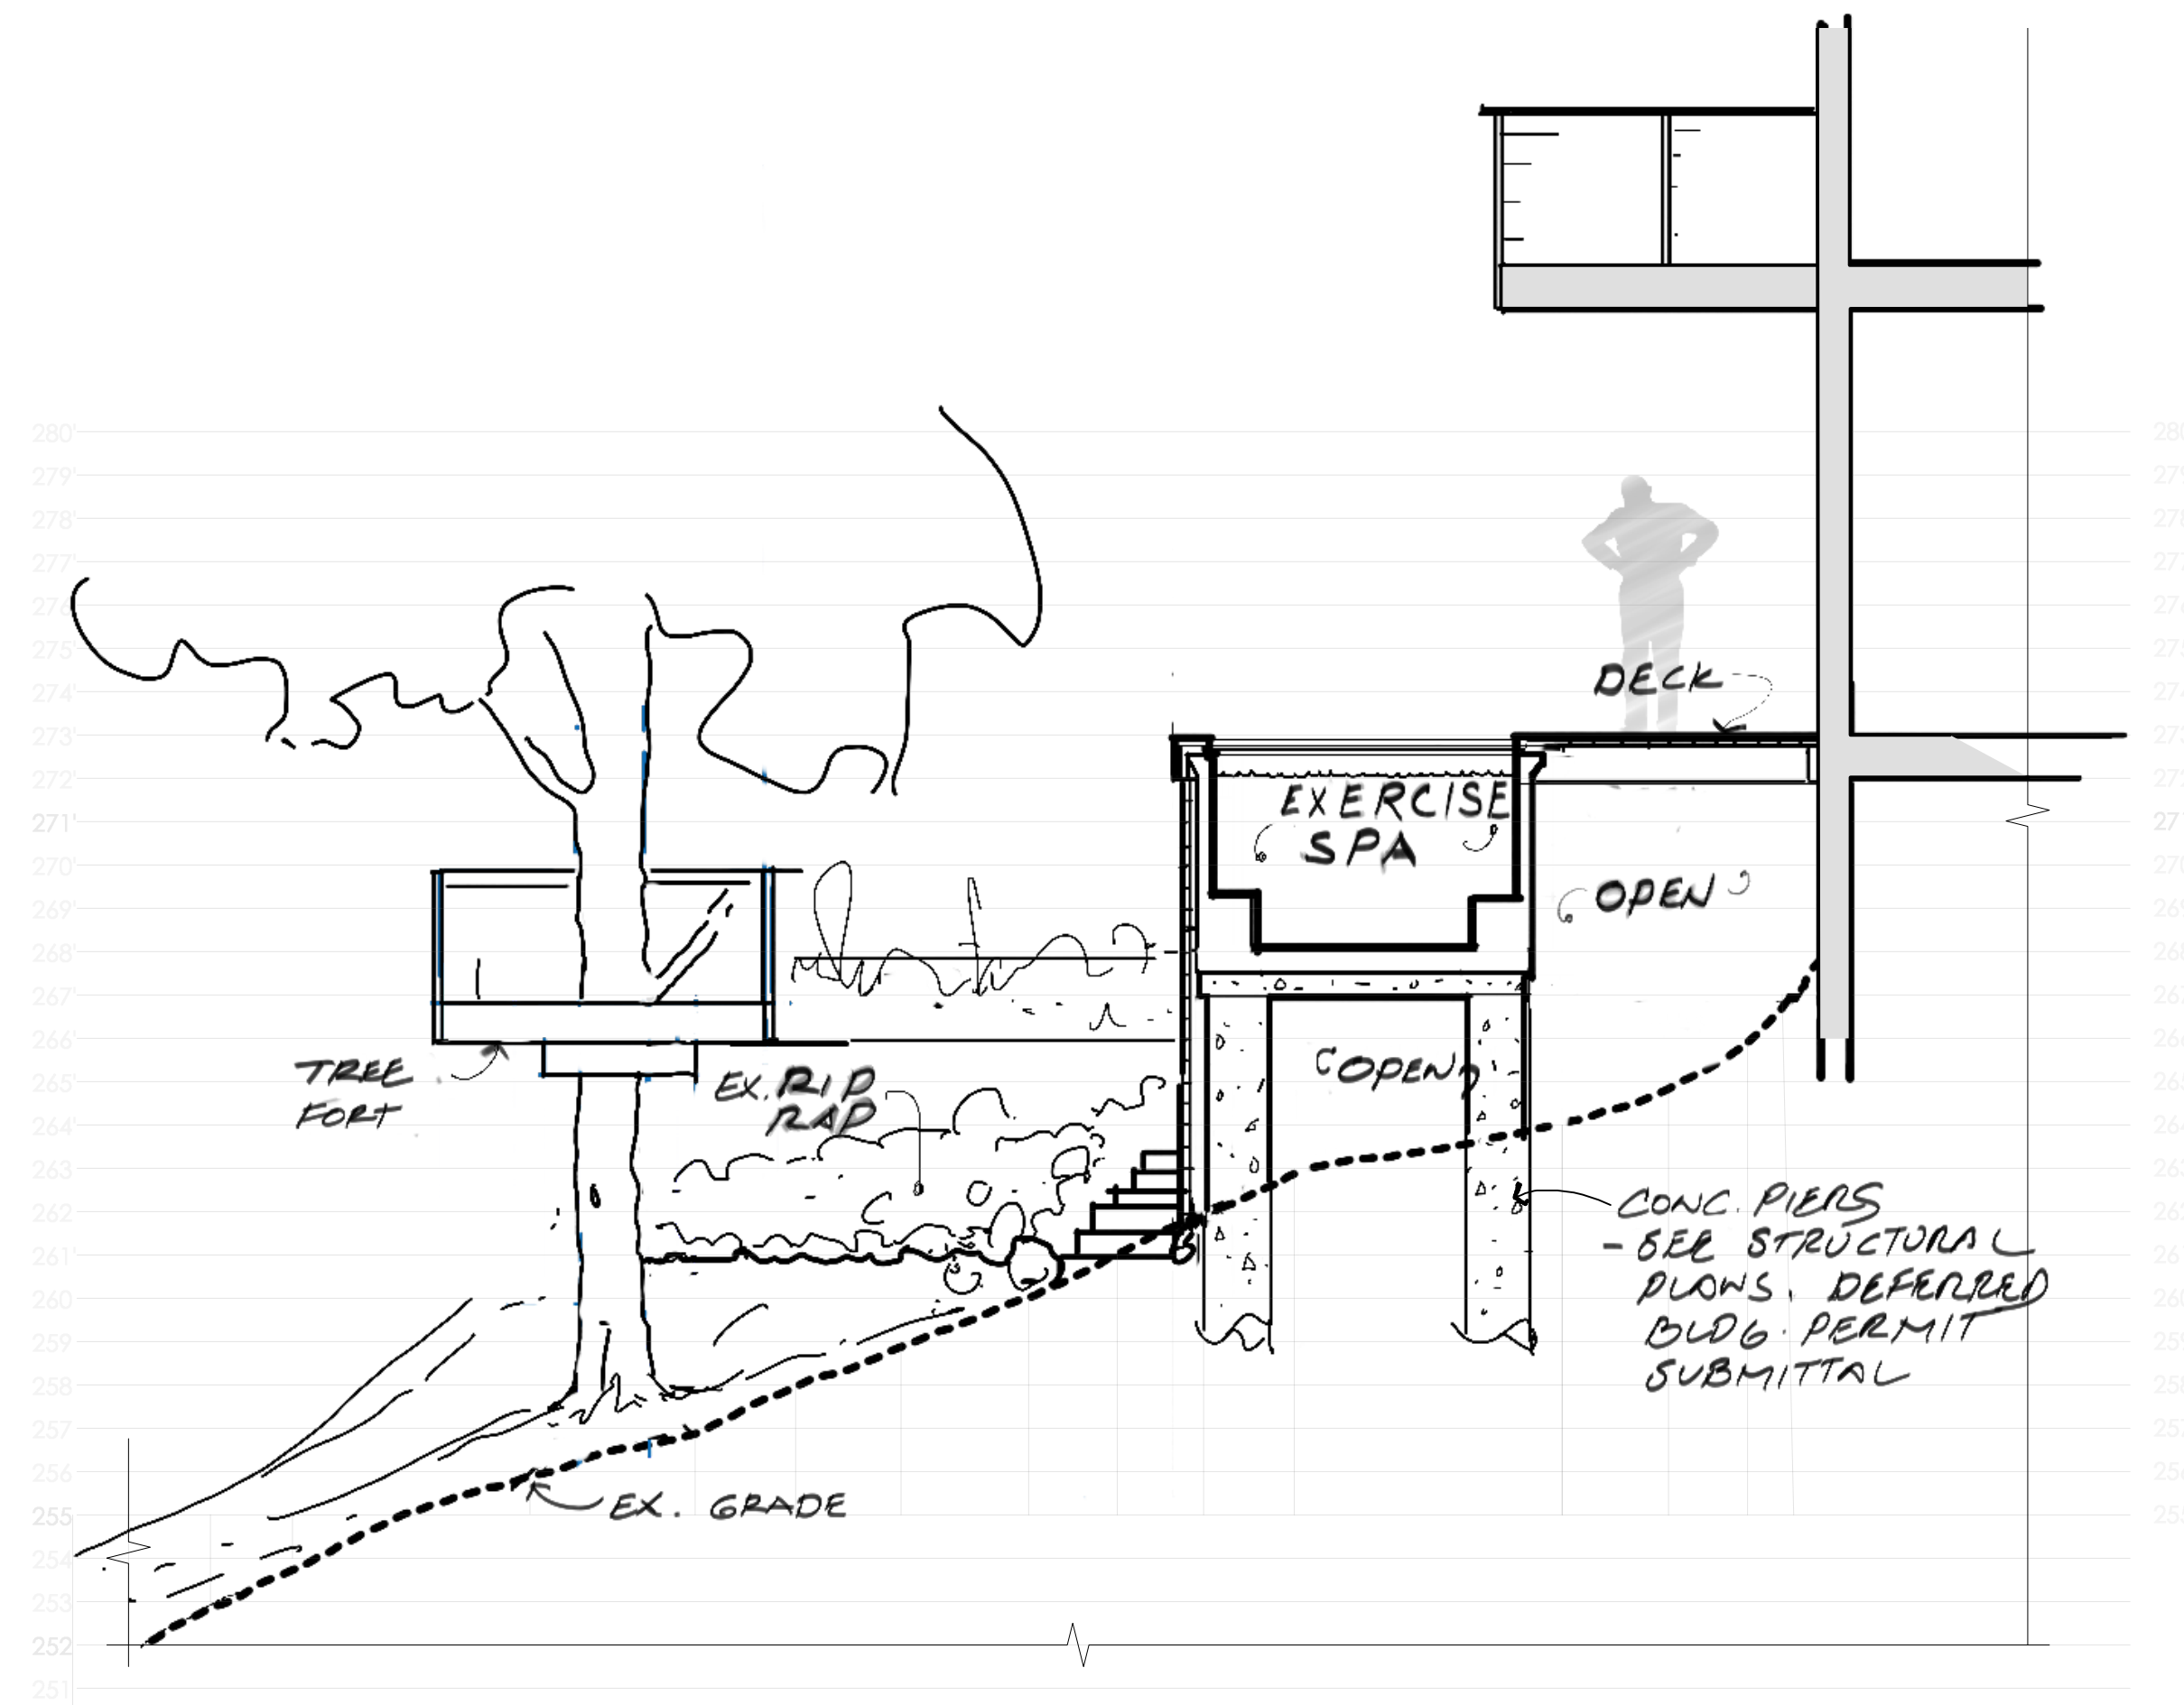 280'
279'
278'
277'
276'
275'
274'
273'
272'
271'
270'
269'
268'
267'
266'
265'
264'
263'
262'
261'
260
259
258
257
256
255
254
253
252
251
DECK
EXERCISE
SPA
OPEN
OPEN
TREE
FORT
EX. RIP
RAP
CONC. PIERS
- SEE STRUCTURAL
PLANS. DEFERRED
BLDG. PERMIT
SUBMITTAL
EX. GRADE